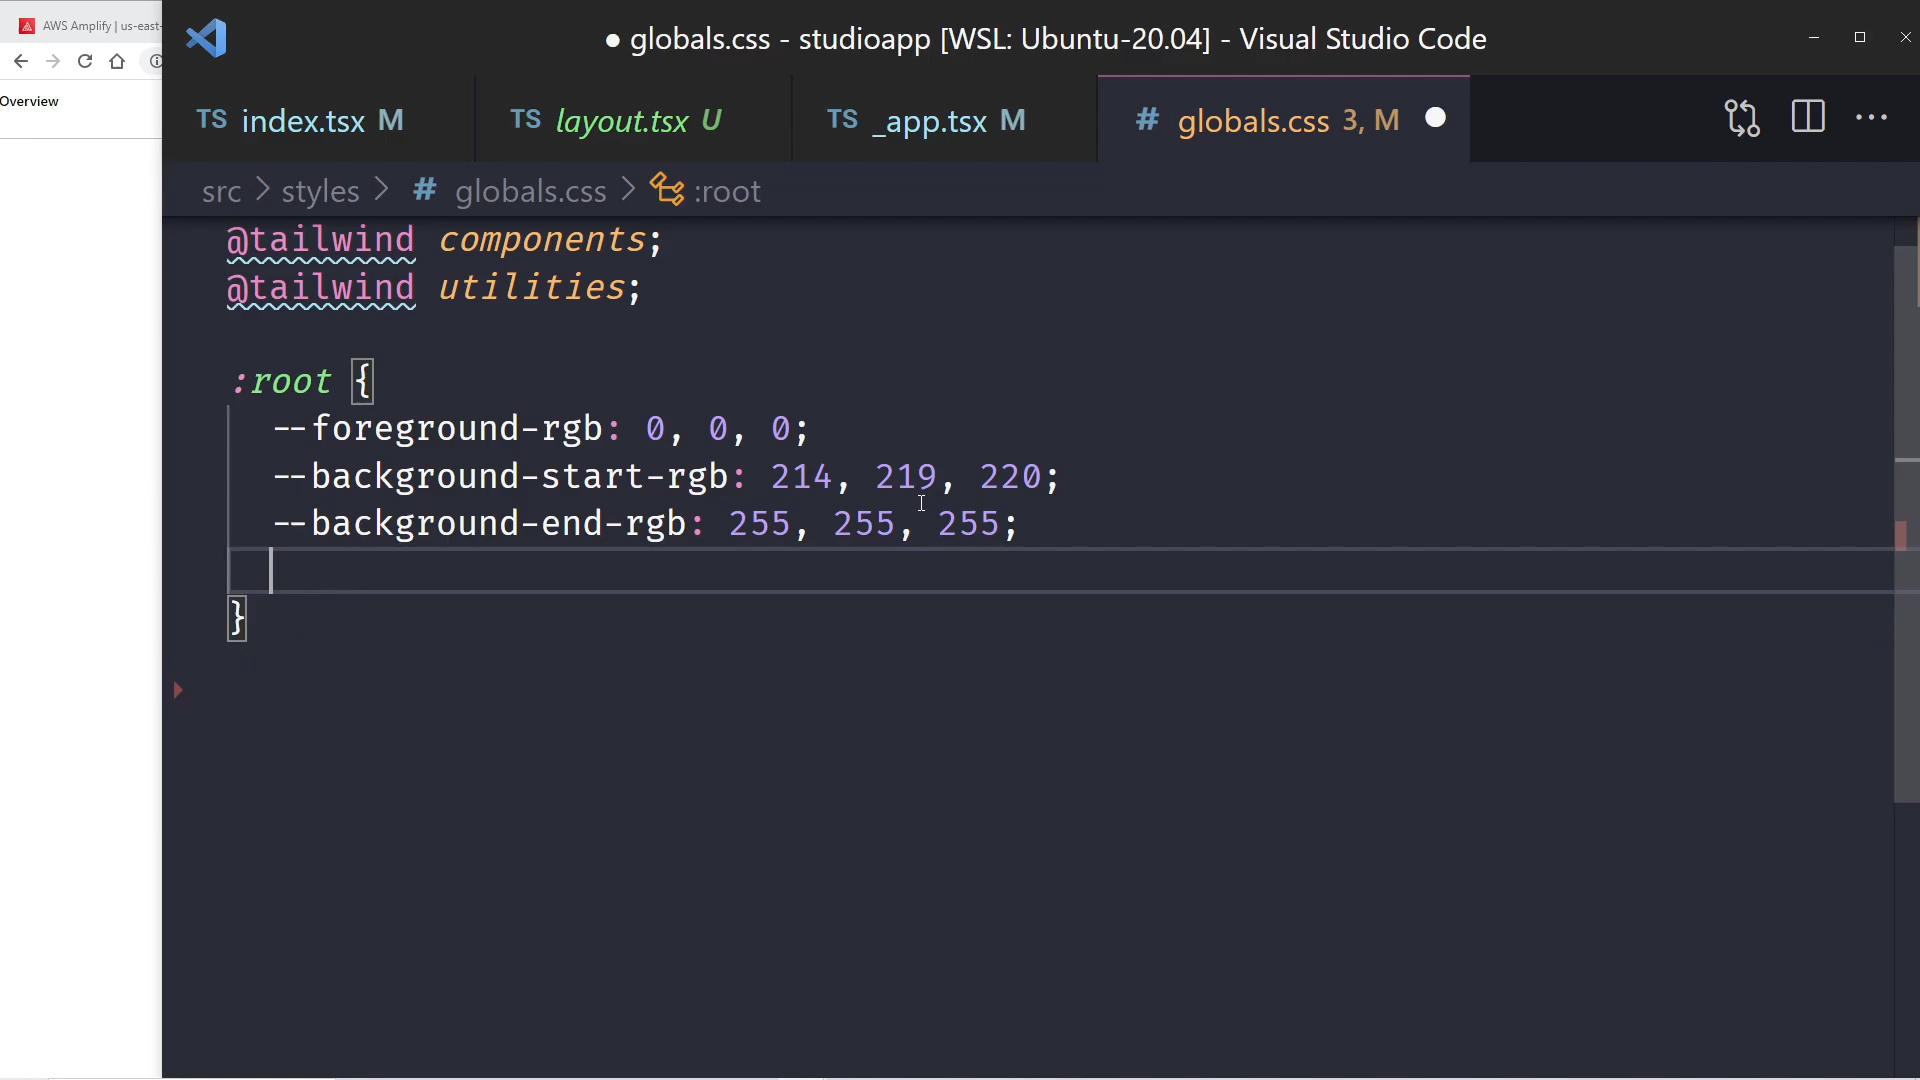 AWS Amplify | us-east-
● globals.css - studioapp [WSL: Ubuntu-20.04] - Visual Studio Code
Overview
TS index.tsx M
TS layout.tsx U
TS _app.tsx M
# globals.css 3, M
src > styles > # globals.css > :root
@tailwind components;
@tailwind utilities;
:root {
--foreground-rgb: 0, 0, 0;
--background-start-rgb: 214, 219, 220;
--background-end-rgb: 255, 255, 255;
}